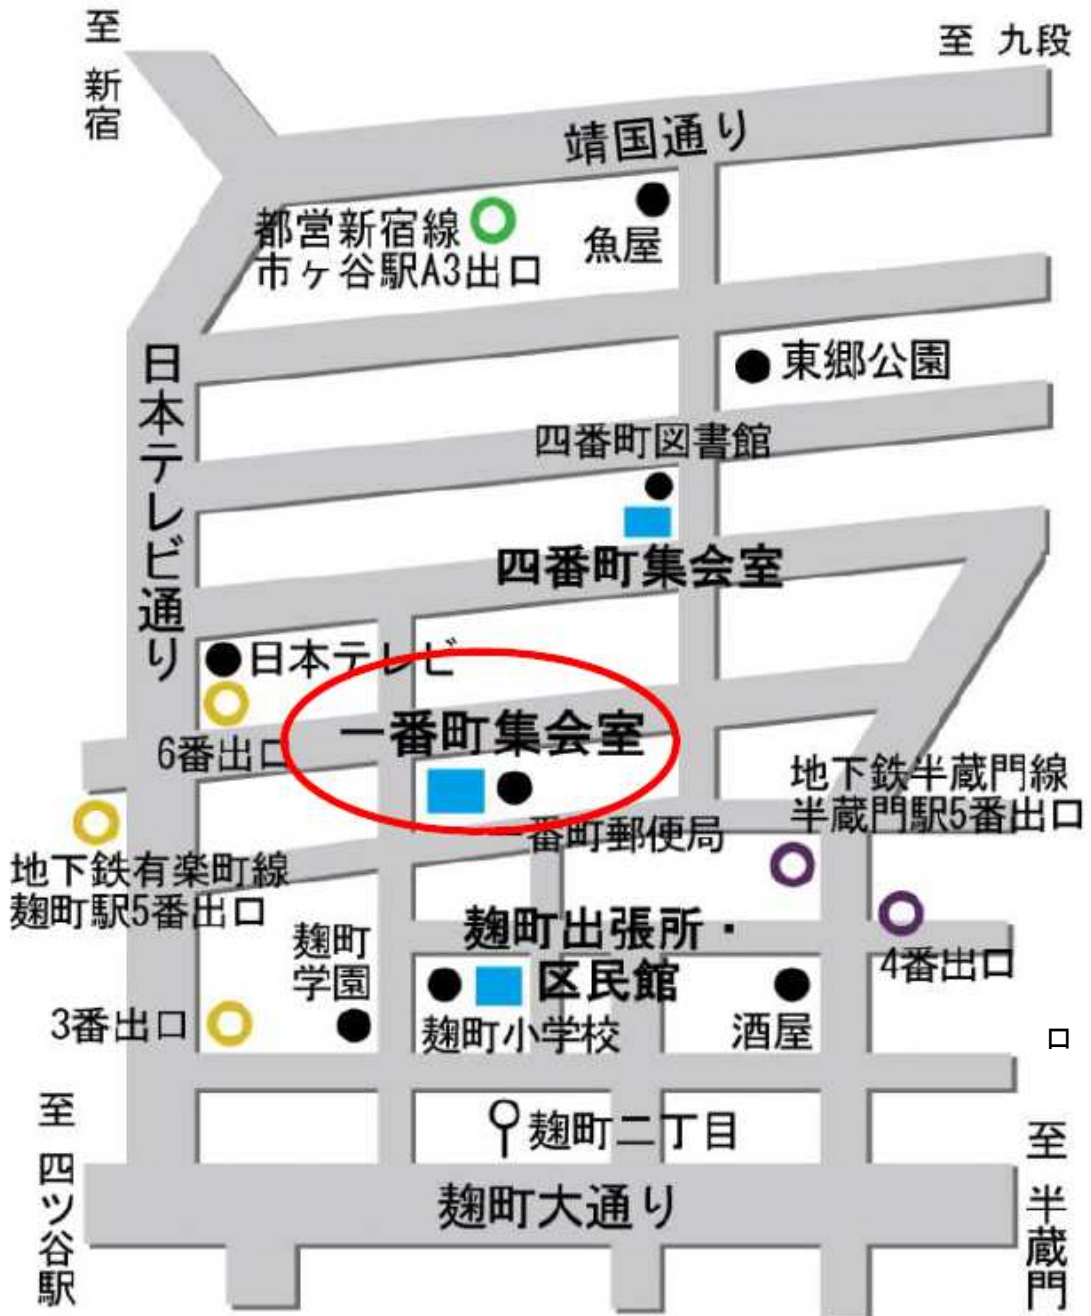 至 新宿
至 九段
靖国通り
都営新宿線
市ヶ谷駅A3出口
魚屋
日本テレビ通り
東郷公園
四番町図書館
四番町集会室
日本テレビ
一番町集会室
6番出口
地下鉄半蔵門線
半蔵門駅5番出口
一番町郵便局
地下鉄有楽町線
麹町駅5番出口
麹町
学園
麹町出張所・
区民館
4番出口
3番出口
麹町小学校
酒屋
口
麹町二丁目
至 四ツ谷駅
麹町大通り
至 半蔵門